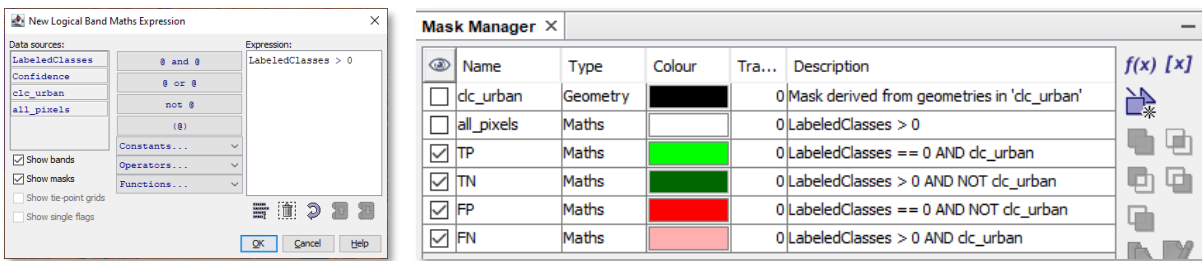 New Logical Band Maths Expression
Data sources:
LabeledClasses
Confidence
clc_urban
all_pixels
@ and @
@ or @
not @
(@)
Constants...
Operators...
Functions...
Show bands
Show masks
Show tie-point grids
Show single flags
Expression:
LabeledClasses > 0
OK Cancel Help
Mask Manager
Name Type Colour Tra... Description f(x) [x]
clc_urban Geometry 0 Mask derived from geometries in 'clc_urban'
all_pixels Maths 0 LabeledClasses > 0
TP Maths 0 LabeledClasses == 0 AND clc_urban
TN Maths 0 LabeledClasses > 0 AND NOT clc_urban
FP Maths 0 LabeledClasses == 0 AND NOT clc_urban
FN Maths 0 LabeledClasses > 0 AND clc_urban